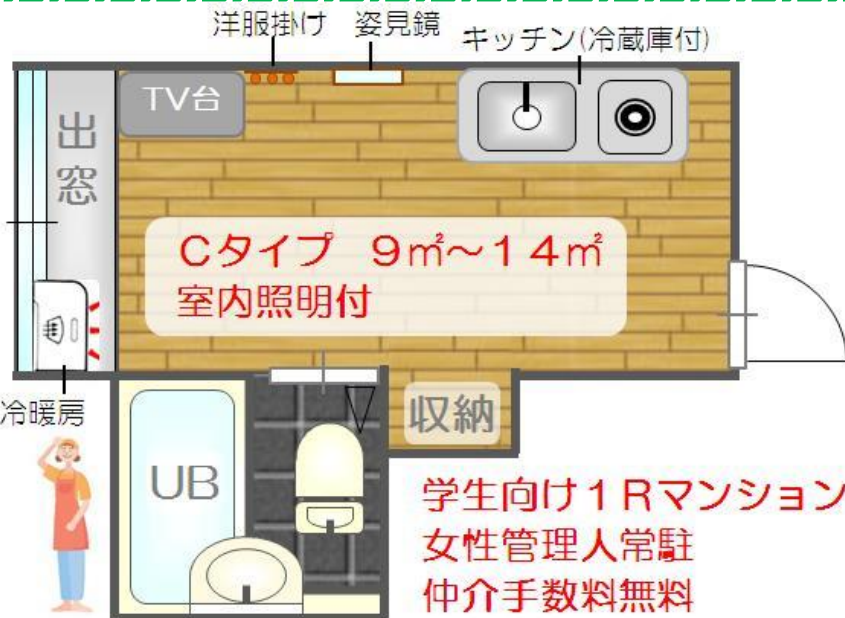 洋服掛け 姿見鏡 キッチン(冷蔵庫付)
TV台
出窓
Cタイプ 9㎡～14㎡
室内照明付
冷暖房
収納
UB
学生向け1Rマンション
女性管理人常駐
仲介手数料無料